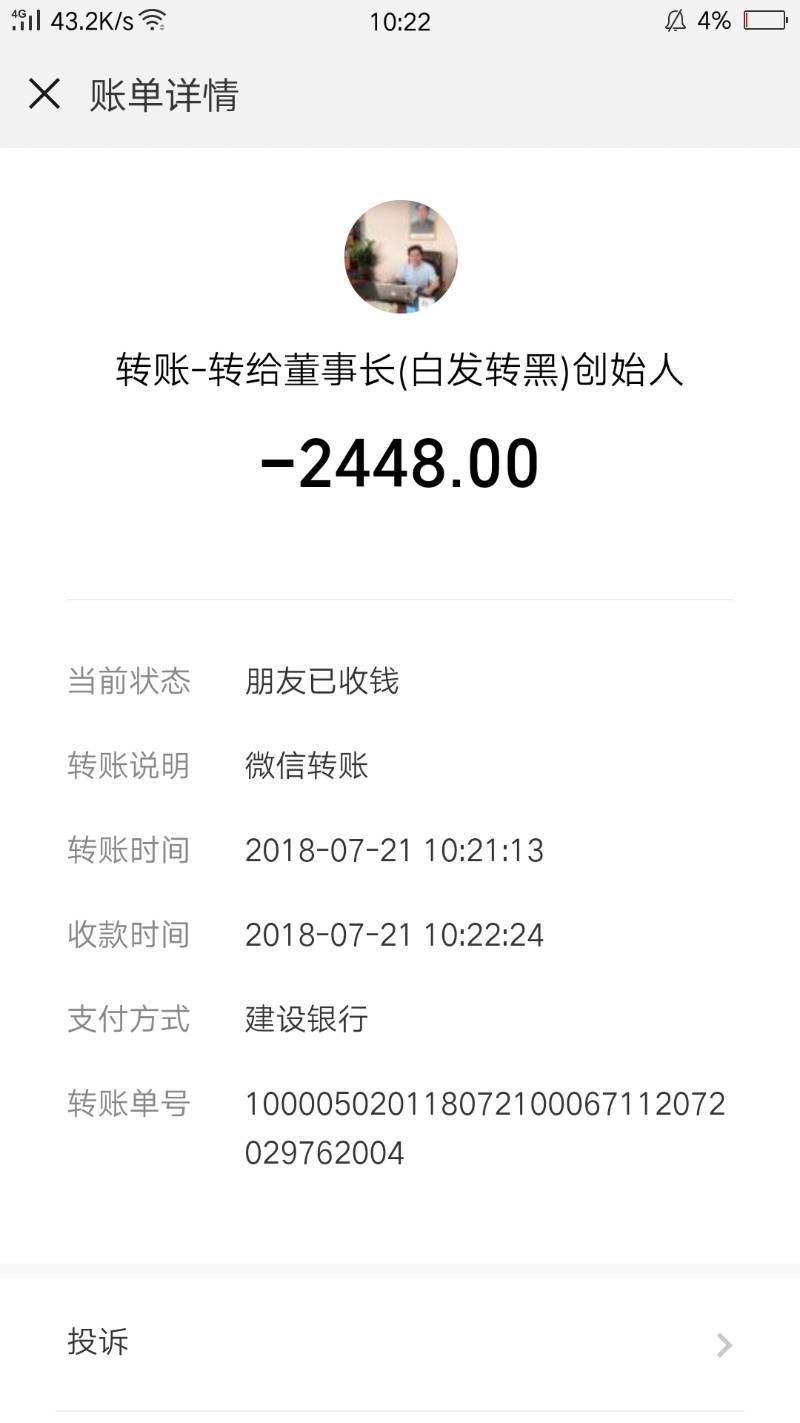 4G 43.2K/s 10:22 4%
账单详情
转账-转给董事长(白发转黑)创始人
-2448.00
当前状态 朋友已收钱
转账说明 微信转账
转账时间 2018-07-21 10:21:13
收款时间 2018-07-21 10:22:24
支付方式 建设银行
转账单号 100005020118072100067112072
029762004
投诉